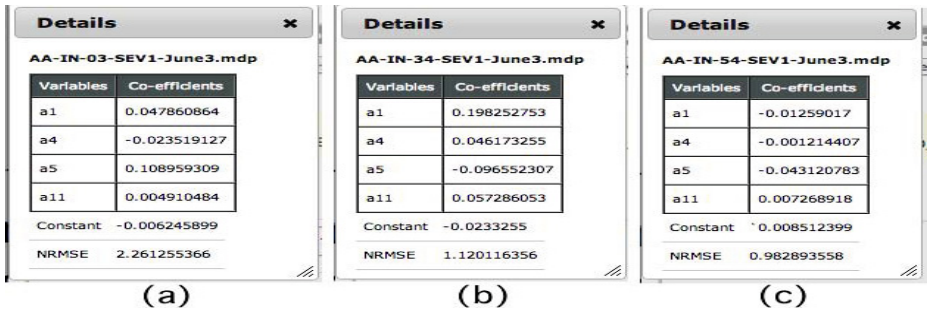 Details ×
AA-IN-03-SEV1-June3.mdp
Variables Co-efficients
a1 0.047860864
a4 -0.023519127
a5 0.108959309
a11 0.004910484
Constant -0.006245899
NRMSE 2.261255366
(a)
Details ×
AA-IN-34-SEV1-June3.mdp
Variables Co-efficients
a1 0.198252753
a4 0.046173255
a5 -0.096552307
a11 0.057286053
Constant -0.0233255
NRMSE 1.120116356
(b)
Details ×
AA-IN-54-SEV1-June3.mdp
Variables Co-efficients
a1 -0.01259017
a4 -0.001214407
a5 -0.043120783
a11 0.007268918
Constant `0.008512399
NRMSE 0.982893558
(c)